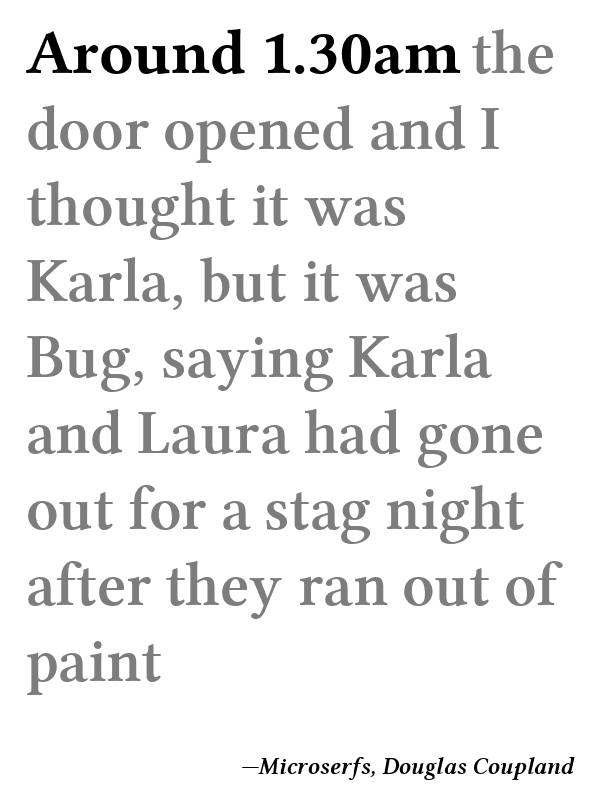 Around 1.30am the
door opened and I
thought it was
Karla, but it was
Bug, saying Karla
and Laura had gone
out for a stag night
after they ran out of
paint
—Microserfs, Douglas Coupland